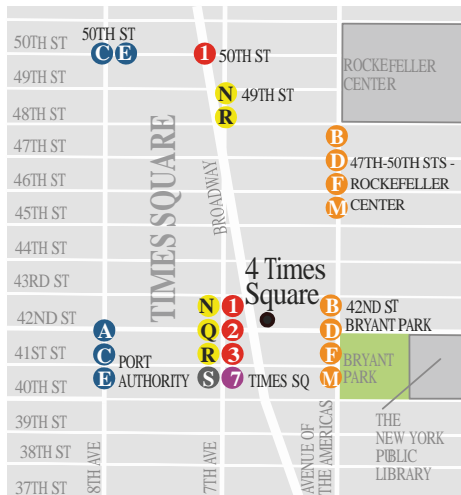 50TH ST
50TH ST
C E
1 50TH ST
ROCKEFELLER
CENTER
49TH ST
N 49TH ST
R
48TH ST
47TH ST
B
D 47TH-50TH STS -
F ROCKEFELLER
M CENTER
46TH ST
45TH ST
TIMES SQUARE
BROADWAY
44TH ST
43RD ST
4 Times
Square
42ND ST
N 1
Q 2
R 3
S 7 TIMES SQ
B 42ND ST
D BRYANT PARK
F
M
A
C PORT
E AUTHORITY
BRYANT
PARK
41ST ST
40TH ST
39TH ST
38TH ST
37TH ST
8TH AVE
7TH AVE
AVENUE OF
THE AMERICAS
THE
NEW YORK
PUBLIC
LIBRARY